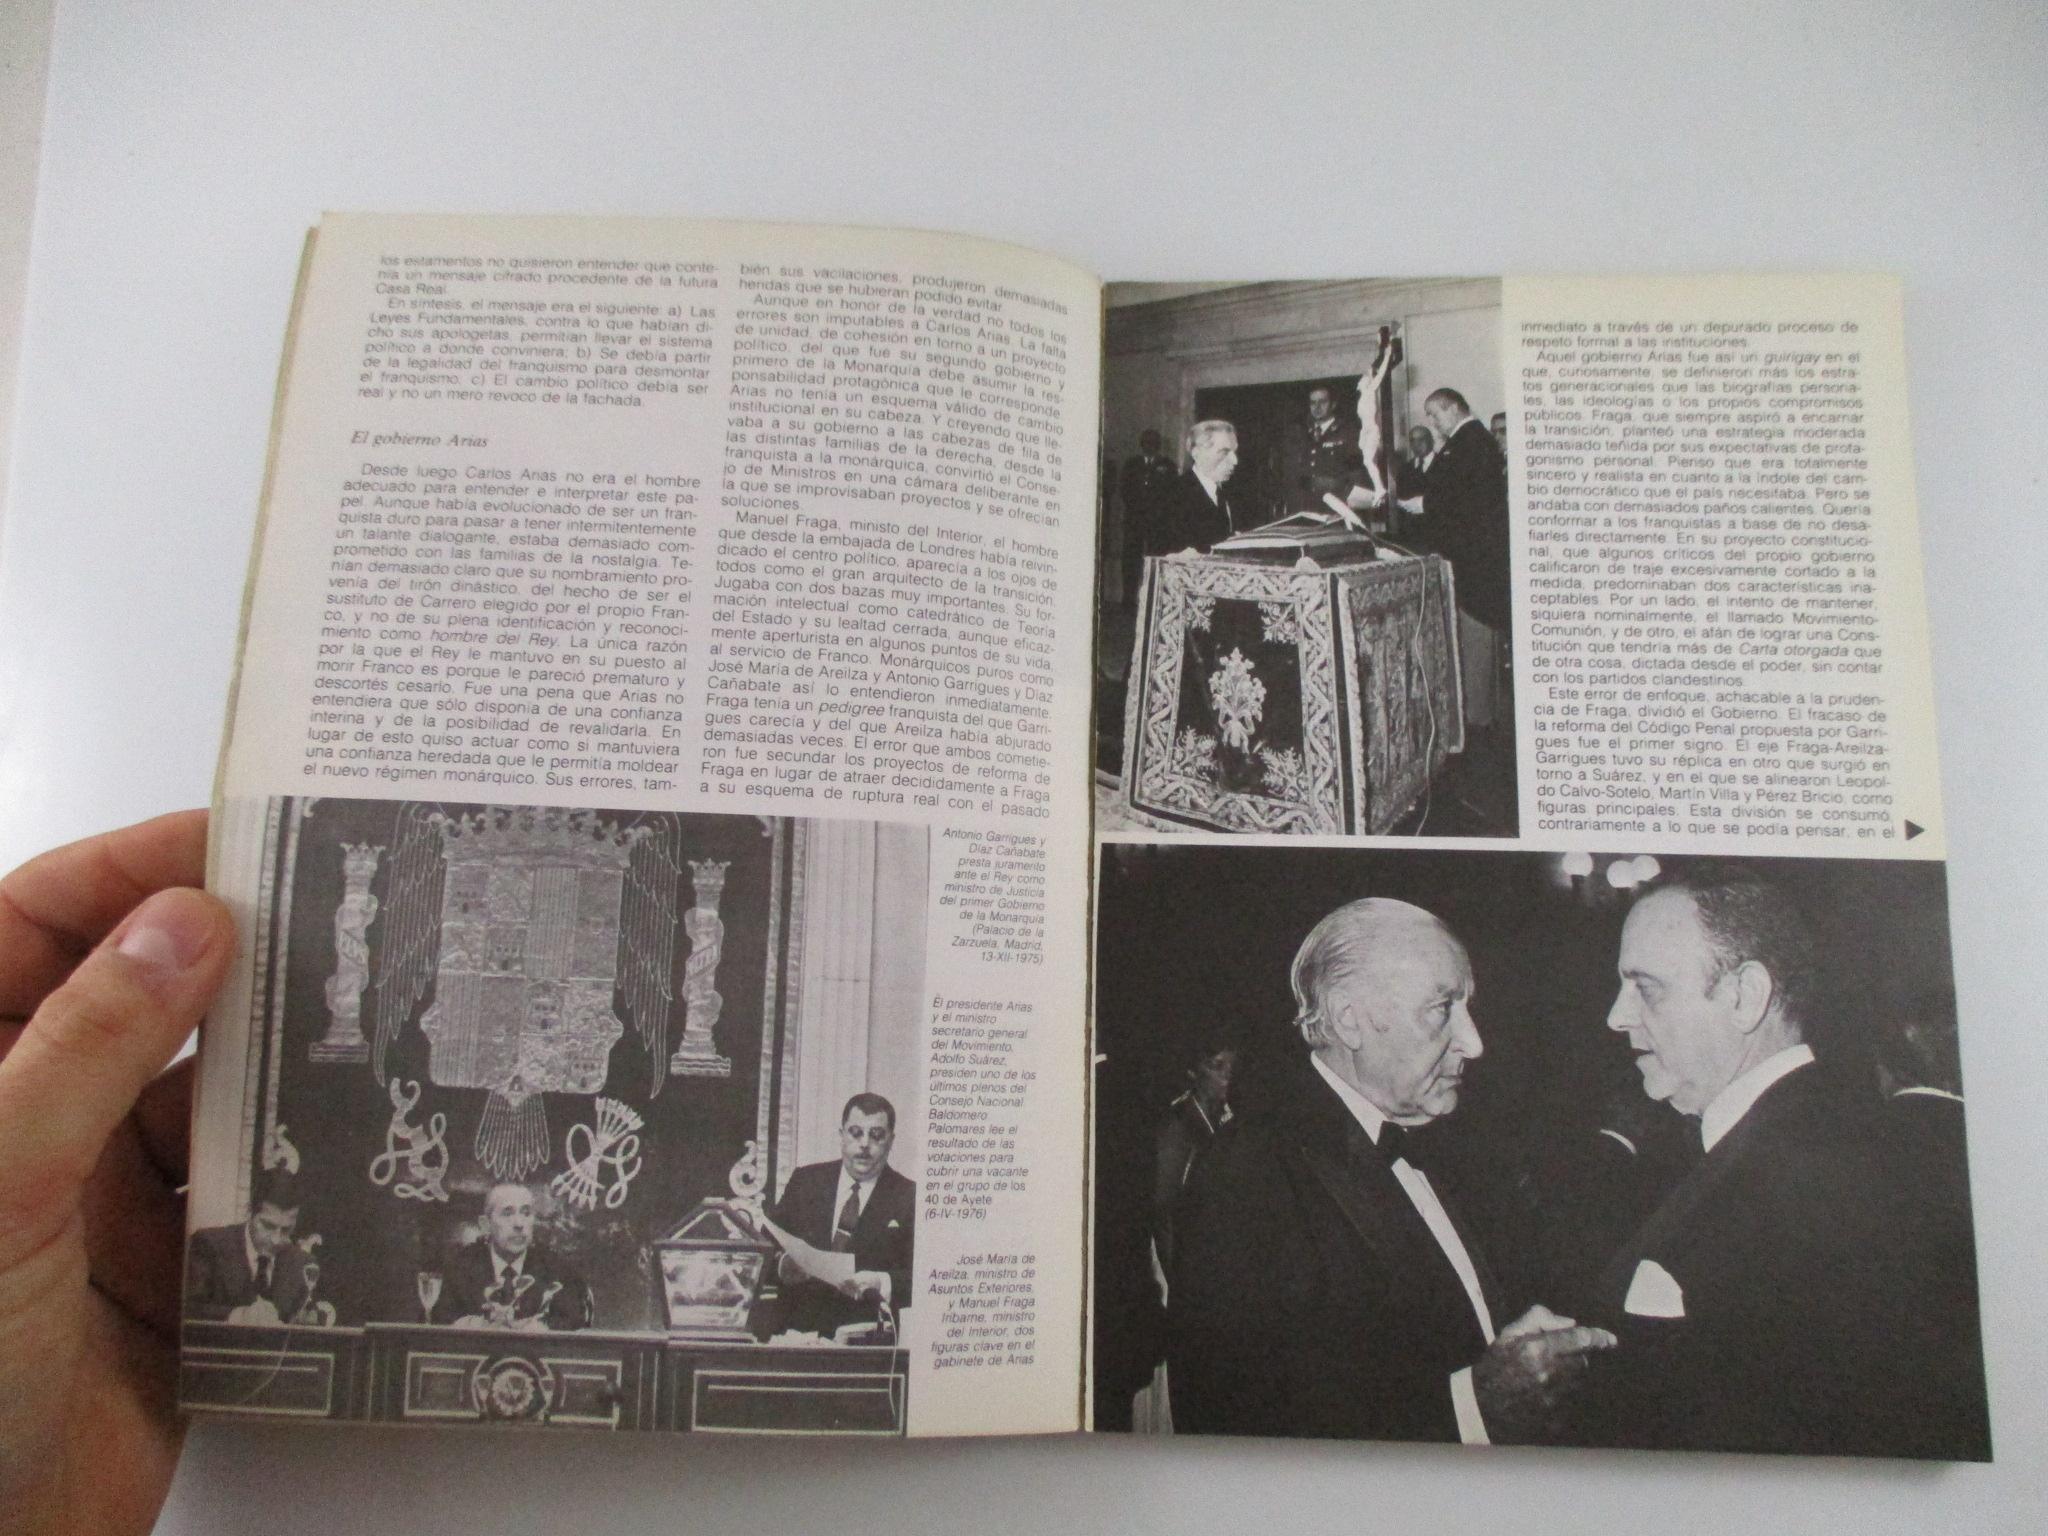 los estamentos no quisieron entender que conte-
nía un mensaje cifrado procedente de la futura
Casa Real.
En síntesis, el mensaje era el siguiente: a) Las
Leyes Fundamentales, contra lo que habían di-
cho sus apologetas, permitían llevar el sistema
político a donde conviniera; b) Se debía partir
de la legalidad del franquismo para desmontar
el franquismo. c) El cambio político debía ser
real y no un mero revoco de la fachada.
El gobierno Arias
Desde luego Carlos Arias no era el hombre
adecuado para entender e interpretar este pa-
pel. Aunque había evolucionado de ser un fran-
quista duro para pasar a tener intermitentemente
un talante dialogante, estaba demasiado com-
prometido con las familias de la nostalgia. Te-
nían demasiado claro que su nombramiento pro-
venía del tirón dinástico, del hecho de ser el
sustituto de Carrero elegido por el propio Fran-
co, y no de su plena identificación y reconoci-
miento como hombre del Rey. La única razón
por la que el Rey le mantuvo en su puesto al
morir Franco es porque le pareció prematuro y
descortés cesarlo. Fue una pena que Arias no
entendiera que sólo disponía de una confianza
interina y de la posibilidad de revalidarla. En
lugar de esto quiso actuar como si mantuviera
una confianza heredada que le permitía moldear
el nuevo régimen monárquico. Sus errores, tam-
bién sus vacilaciones, produjeron demasiadas
heridas que se hubieran podido evitar.
Aunque en honor de la verdad no todos los
errores son imputables a Carlos Arias. La falta
de unidad, de cohesión en torno a un proyecto
político, del que fue su segundo gobierno y
primero de la Monarquía debe asumir la res-
ponsabilidad protagónica que le corresponde.
Arias no tenía un esquema válido de cambio
institucional en su cabeza. Y creyendo que lle-
vaba a su gobierno a las cabezas de fila de
las distintas familias de la derecha, desde la
franquista a la monárquica, convirtió el Conse-
jo de Ministros en una cámara deliberante en
la que se improvisaban proyectos y se ofrecían
soluciones.
Manuel Fraga, ministo del Interior, el hombre
que desde la embajada de Londres había reivin-
dicado el centro político, aparecía a los ojos de
todos como el gran arquitecto de la transición.
Jugaba con dos bazas muy importantes. Su for-
mación intelectual como catedrático de Teoría
del Estado y su lealtad cerrada, aunque eficaz-
mente aperturista en algunos puntos de su vida,
al servicio de Franco. Monárquicos puros como
José María de Areilza y Antonio Garrigues y Díaz
Cañabate así lo entendieron inmediatamente.
Fraga tenía un pedigree franquista del que Garri-
gues carecía y del que Areilza había abjurado
demasiadas veces. El error que ambos cometie-
ron fue secundar los proyectos de reforma de
Fraga en lugar de atraer decididamente a Fraga
a su esquema de ruptura real con el pasado
Antonio Garrigues y
Díaz Cañabate
presta juramento
ante el Rey como
ministro de Justicia
del primer Gobierno
de la Monarquía
(Palacio de la
Zarzuela, Madrid,
13-XII-1975)
El presidente Arias
y el ministro
secretario general
del Movimiento,
Adolfo Suárez,
presiden uno de los
últimos plenos del
Consejo Nacional.
Baldomero
Palomares lee el
resultado de las
votaciones para
cubrir una vacante
en el grupo de los
40 de Ayete
(6-IV-1976)
José María de
Areilza, ministro de
Asuntos Exteriores,
y Manuel Fraga
Iribarne, ministro
del Interior, dos
figuras clave en el
gabinete de Arias
inmediato a través de un depurado proceso de
respeto formal a las instituciones.
Aquel gobierno Arias fue así un guirigay en el
que, curiosamente, se definieron más los estra-
tos generacionales que las biografías persona-
les, las ideologías o los propios compromisos
públicos. Fraga, que siempre aspiró a encarnar
la transición, planteó una estrategia moderada
demasiado teñida por sus expectativas de prota-
gonismo personal. Pienso que era totalmente
sincero y realista en cuanto a la índole del cam-
bio democrático que el país necesitaba. Pero se
andaba con demasiados paños calientes. Quería
conformar a los franquistas a base de no desa-
fiarles directamente. En su proyecto constitucio-
nal, que algunos críticos del propio gobierno
calificaron de traje excesivamente cortado a la
medida, predominaban dos características ina-
ceptables. Por un lado, el intento de mantener,
siquiera nominalmente, el llamado Movimiento-
Comunión, y de otro, el afán de lograr una Cons-
titución que tendría más de Carta otorgada que
de otra cosa, dictada desde el poder, sin contar
con los partidos clandestinos.
Este error de enfoque, achacable a la pruden-
cia de Fraga, dividió el Gobierno. El fracaso de
la reforma del Código Penal propuesta por Garri-
gues fue el primer signo. El eje Fraga-Areilza-
Garrigues tuvo su réplica en otro que surgió en
torno a Suárez, y en el que se alinearon Leopol-
do Calvo-Sotelo, Martín Villa y Pérez Bricio, como
figuras principales. Esta división se consumó,
contrariamente a lo que se podía pensar, en el